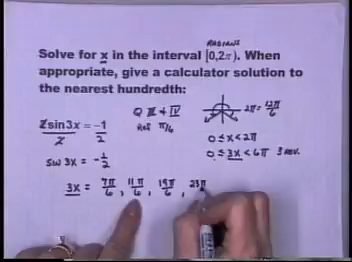 RADIANS
Solve for x in the interval [0,2π). When
appropriate, give a calculator solution to
the nearest hundredth:
2sin3x = -1
2 2
Q III + IV
REF π/6
2π = 12π/6
0 ≤ x < 2π
SIN 3X = -1/2
0 ≤ 3x < 6π 3 REV.
3X = 7π/6 , 11π/6 , 19π/6 , 23π